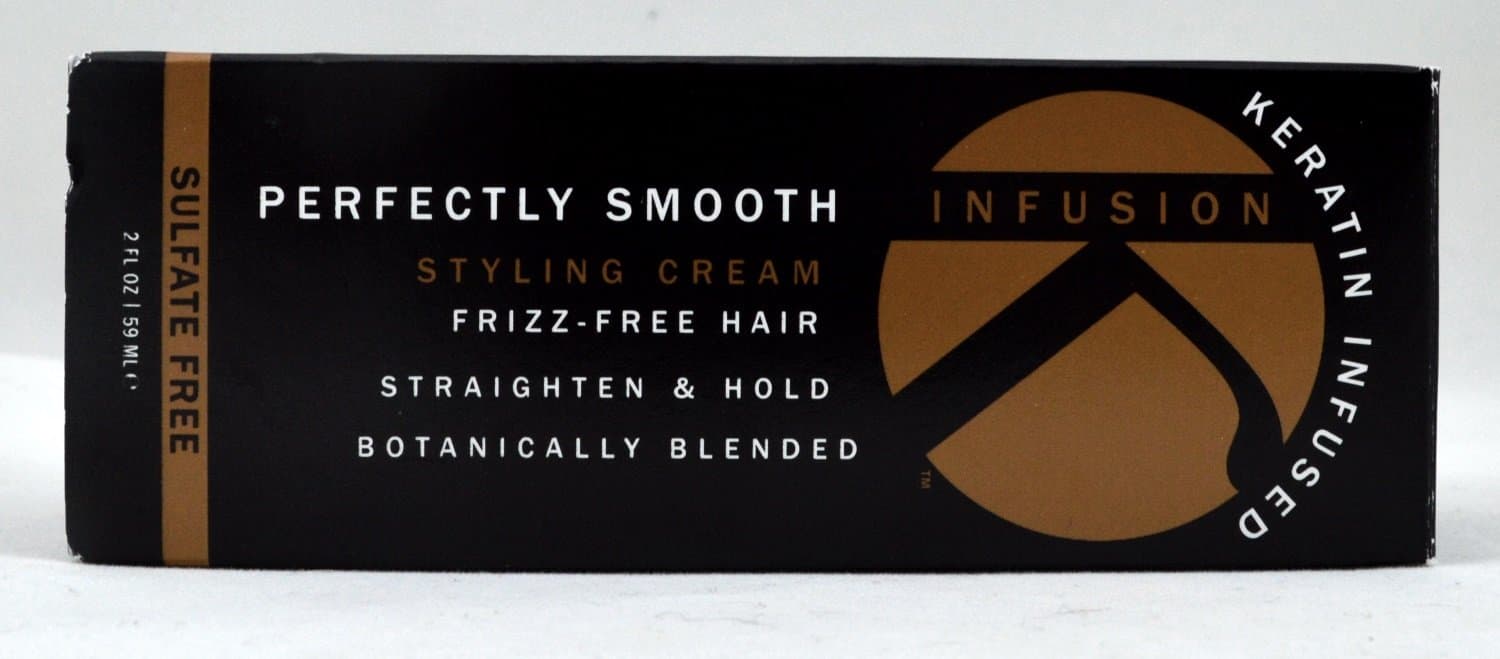 PERFECTLY SMOOTH
STYLING CREAM
FRIZZ-FREE HAIR
STRAIGHTEN & HOLD
BOTANICALLY BLENDED
INFUSION
KERATIN INFUSED
TM
SULFATE FREE
2 FL OZ | 59 ML